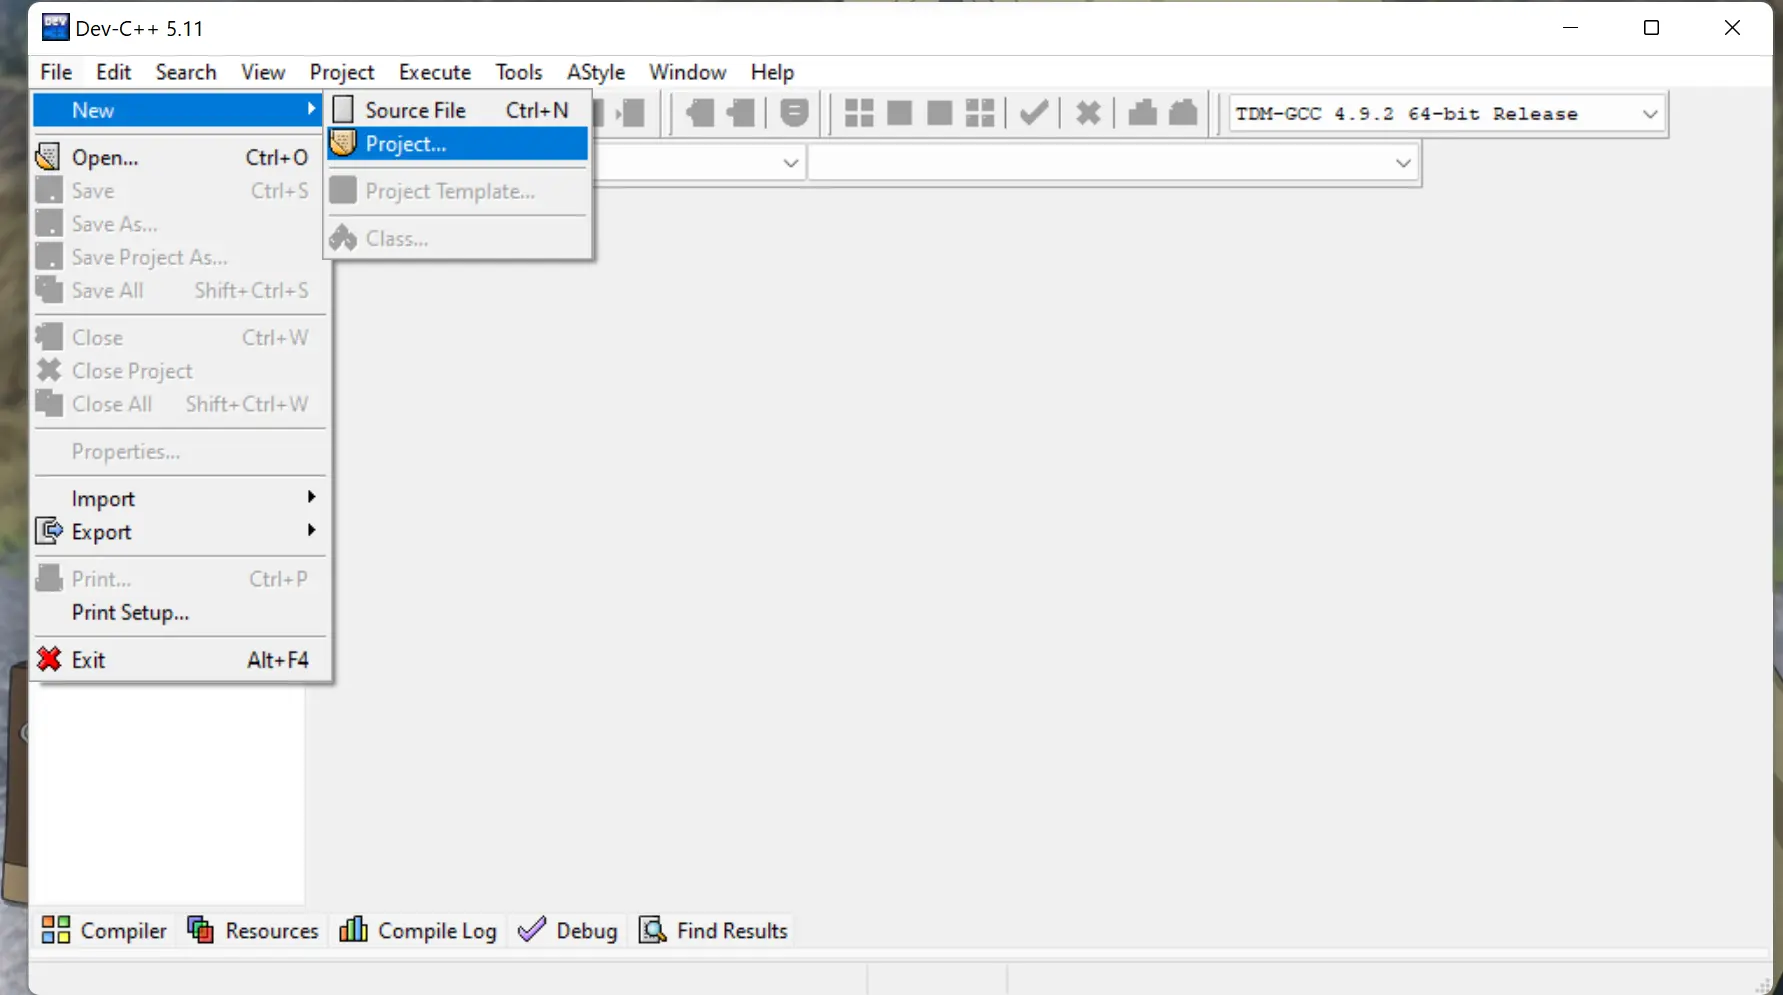 Dev-C++ 5.11
File Edit Search View Project Execute Tools AStyle Window Help
New
Source File Ctrl+N
Project...
Project Template...
Class...
TDM-GCC 4.9.2 64-bit Release
Open... Ctrl+O
Save Ctrl+S
Save As...
Save Project As...
Save All Shift+Ctrl+S
Close Ctrl+W
Close Project
Close All Shift+Ctrl+W
Properties...
Import
Export
Print... Ctrl+P
Print Setup...
Exit Alt+F4
Compiler Resources Compile Log Debug Find Results